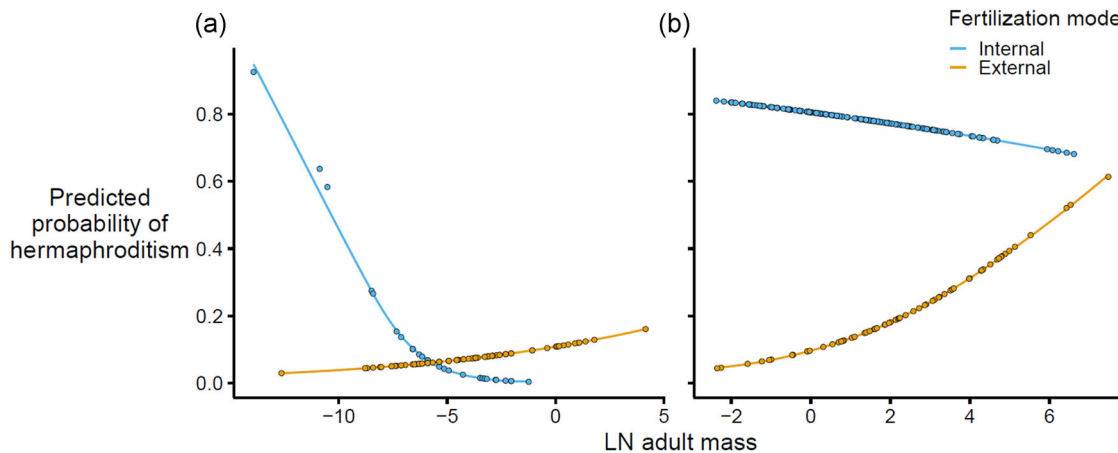 (a)
(b)
Fertilization mode
Internal
External
Predicted
probability of
hermaphroditism
0.8
0.6
0.4
0.2
0.0
−10
−5
0
5
−2
0
2
4
6
LN adult mass